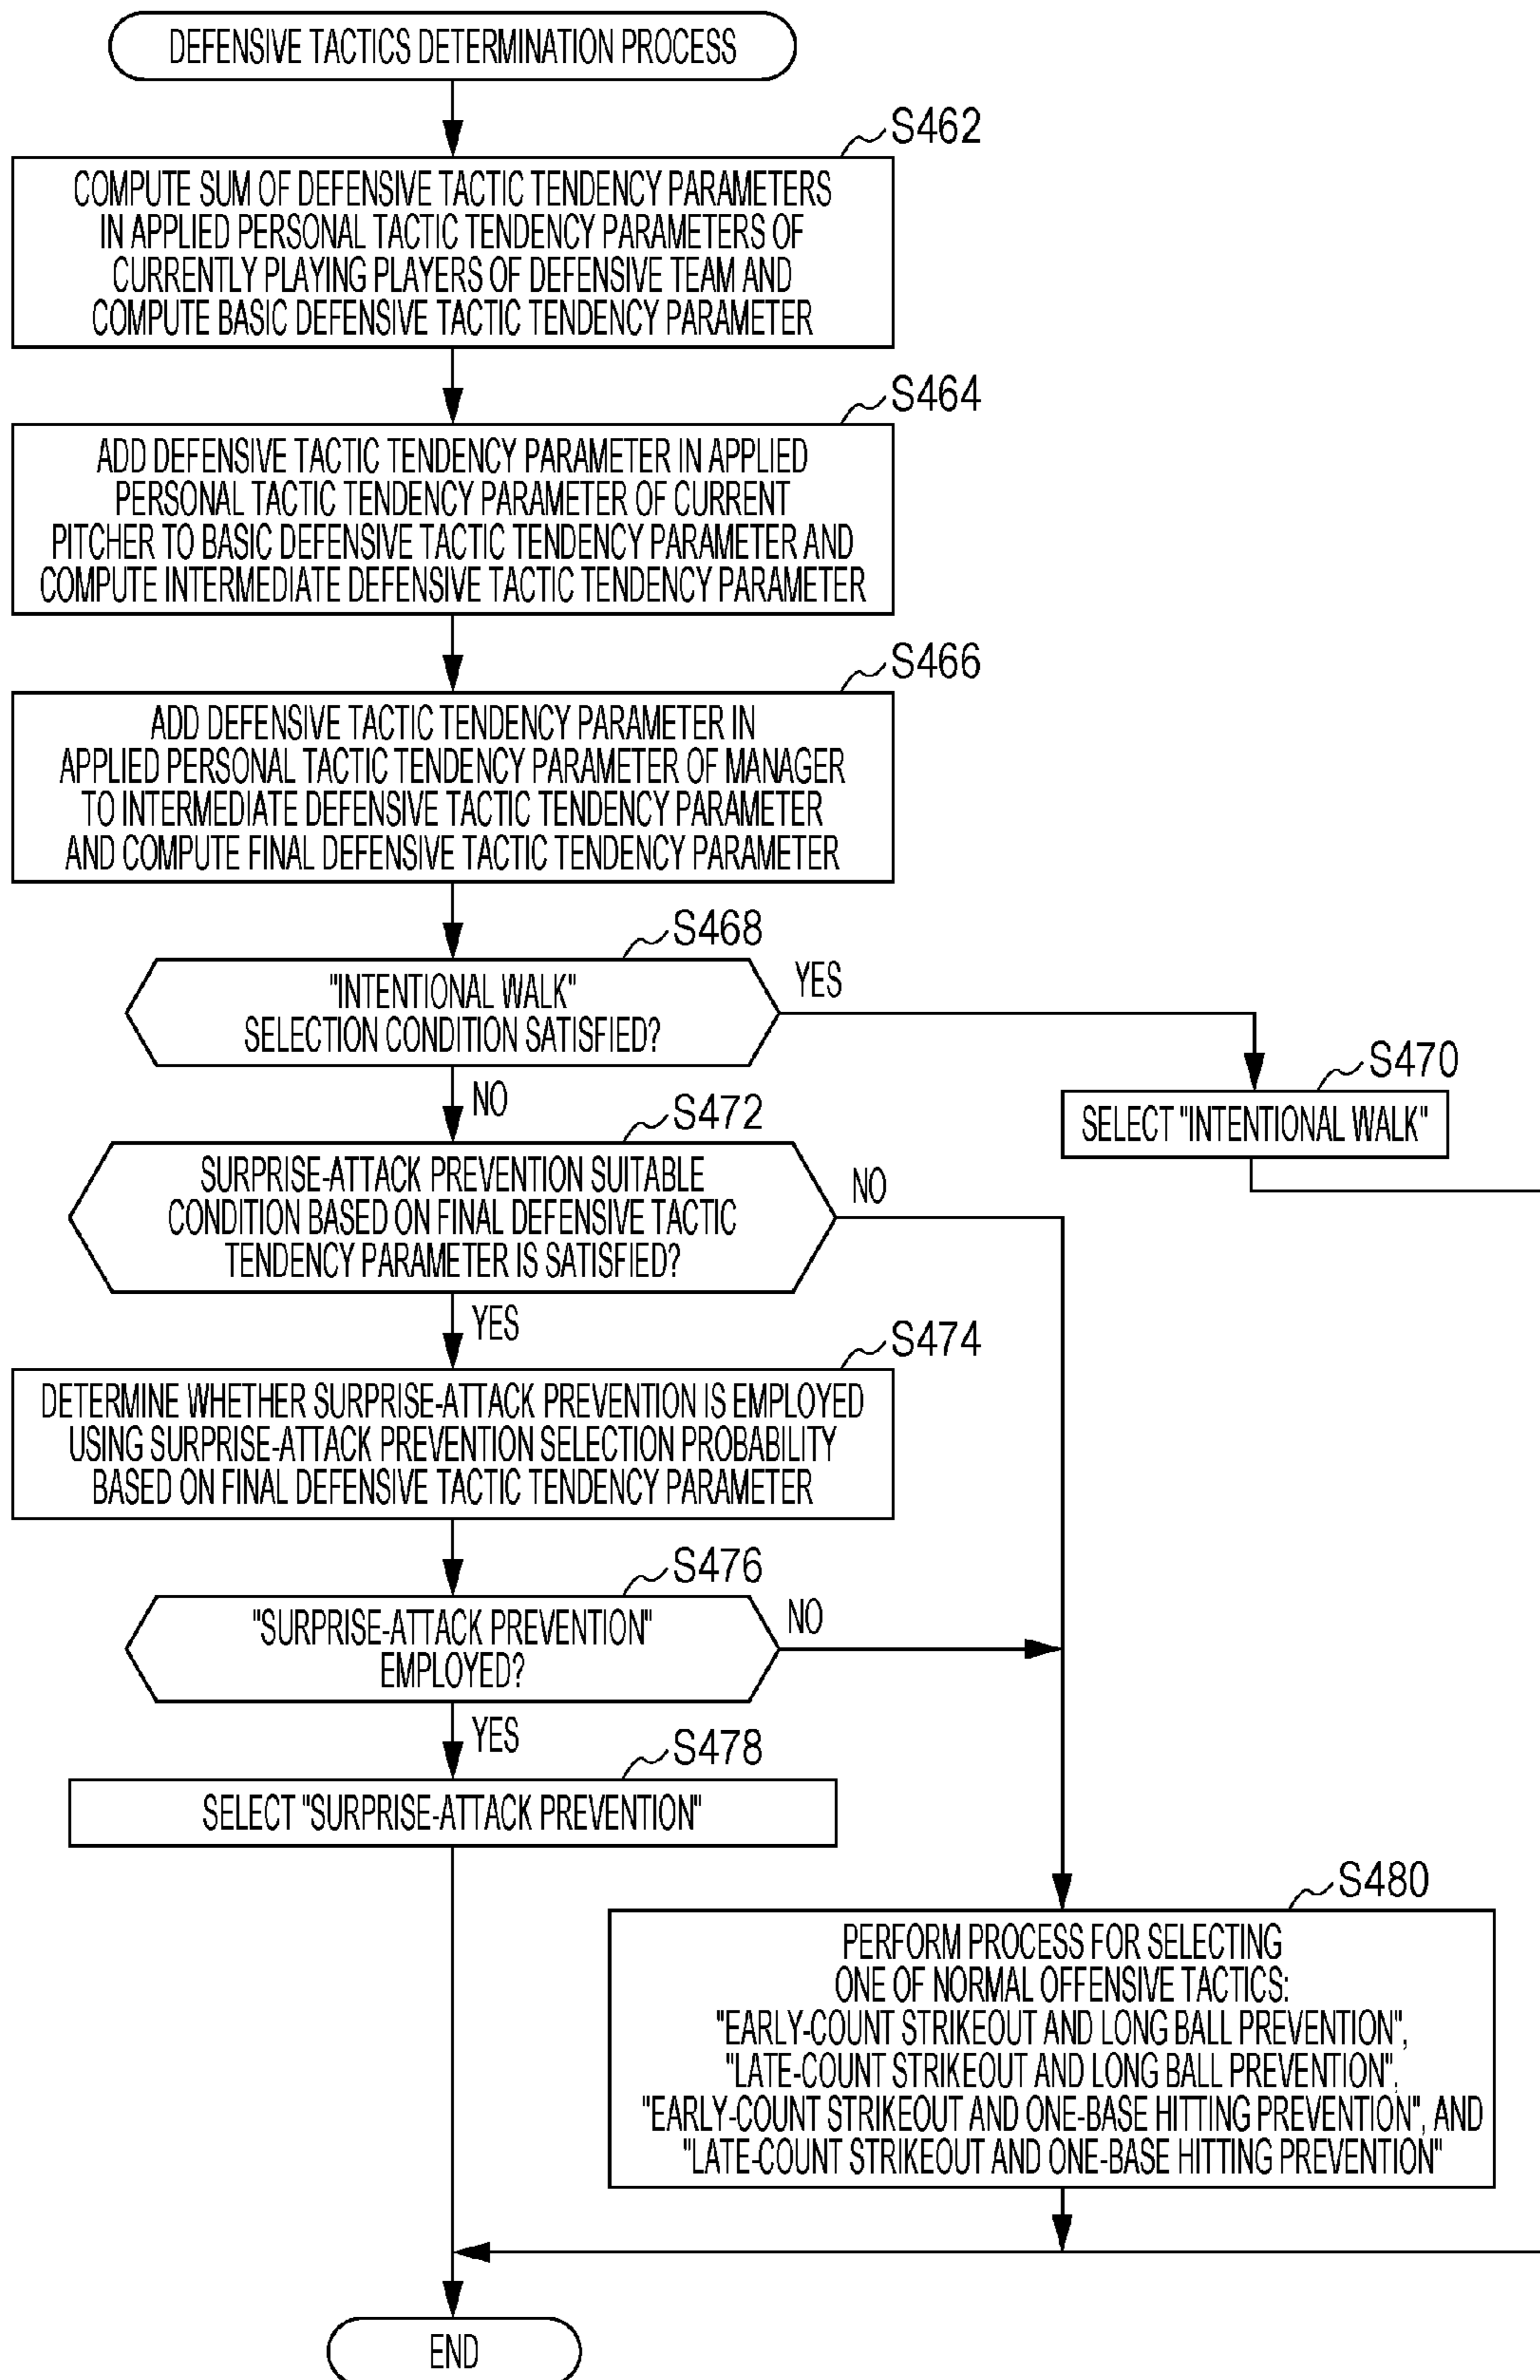 DEFENSIVE TACTICS DETERMINATION PROCESS
S462
COMPUTE SUM OF DEFENSIVE TACTIC TENDENCY PARAMETERS
IN APPLIED PERSONAL TACTIC TENDENCY PARAMETERS OF
CURRENTLY PLAYING PLAYERS OF DEFENSIVE TEAM AND
COMPUTE BASIC DEFENSIVE TACTIC TENDENCY PARAMETER
S464
ADD DEFENSIVE TACTIC TENDENCY PARAMETER IN APPLIED
PERSONAL TACTIC TENDENCY PARAMETER OF CURRENT
PITCHER TO BASIC DEFENSIVE TACTIC TENDENCY PARAMETER AND
COMPUTE INTERMEDIATE DEFENSIVE TACTIC TENDENCY PARAMETER
S466
ADD DEFENSIVE TACTIC TENDENCY PARAMETER IN
APPLIED PERSONAL TACTIC TENDENCY PARAMETER OF MANAGER
TO INTERMEDIATE DEFENSIVE TACTIC TENDENCY PARAMETER
AND COMPUTE FINAL DEFENSIVE TACTIC TENDENCY PARAMETER
S468
"INTENTIONAL WALK"
SELECTION CONDITION SATISFIED?
YES
NO
S470
SELECT "INTENTIONAL WALK"
S472
SURPRISE-ATTACK PREVENTION SUITABLE
CONDITION BASED ON FINAL DEFENSIVE TACTIC
TENDENCY PARAMETER IS SATISFIED?
NO
YES
S474
DETERMINE WHETHER SURPRISE-ATTACK PREVENTION IS EMPLOYED
USING SURPRISE-ATTACK PREVENTION SELECTION PROBABILITY
BASED ON FINAL DEFENSIVE TACTIC TENDENCY PARAMETER
S476
"SURPRISE-ATTACK PREVENTION"
EMPLOYED?
NO
YES
S478
SELECT "SURPRISE-ATTACK PREVENTION"
S480
PERFORM PROCESS FOR SELECTING
ONE OF NORMAL OFFENSIVE TACTICS:
"EARLY-COUNT STRIKEOUT AND LONG BALL PREVENTION",
"LATE-COUNT STRIKEOUT AND LONG BALL PREVENTION",
"EARLY-COUNT STRIKEOUT AND ONE-BASE HITTING PREVENTION", AND
"LATE-COUNT STRIKEOUT AND ONE-BASE HITTING PREVENTION"
END